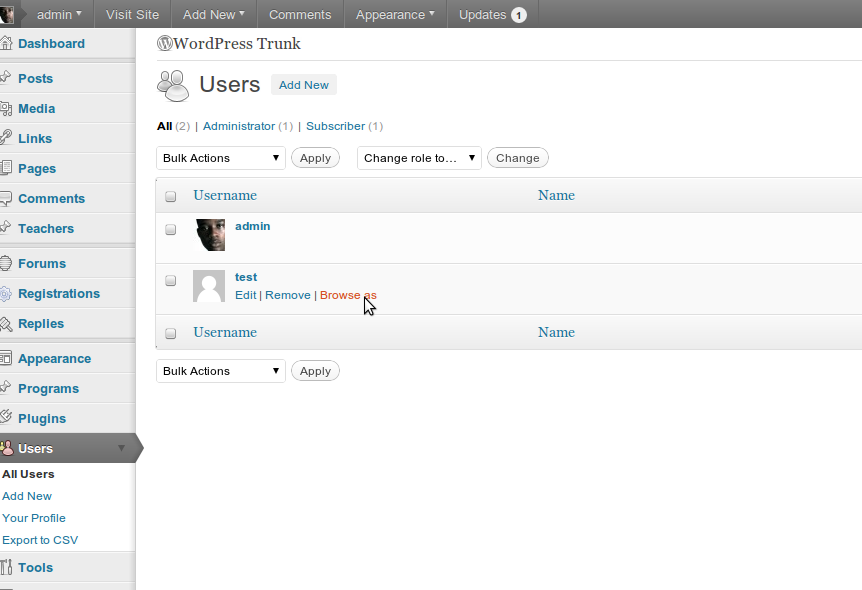 admin Visit Site Add New Comments Appearance Updates 1
Dashboard
Posts
Media
Links
Pages
Comments
Teachers
Forums
Registrations
Replies
Appearance
Programs
Plugins
Users
All Users
Add New
Your Profile
Export to CSV
Tools
WordPress Trunk
Users Add New
All (2) | Administrator (1) | Subscriber (1)
Bulk Actions Apply Change role to... Change
Username Name
admin
test
Edit | Remove | Browse as
Username Name
Bulk Actions Apply